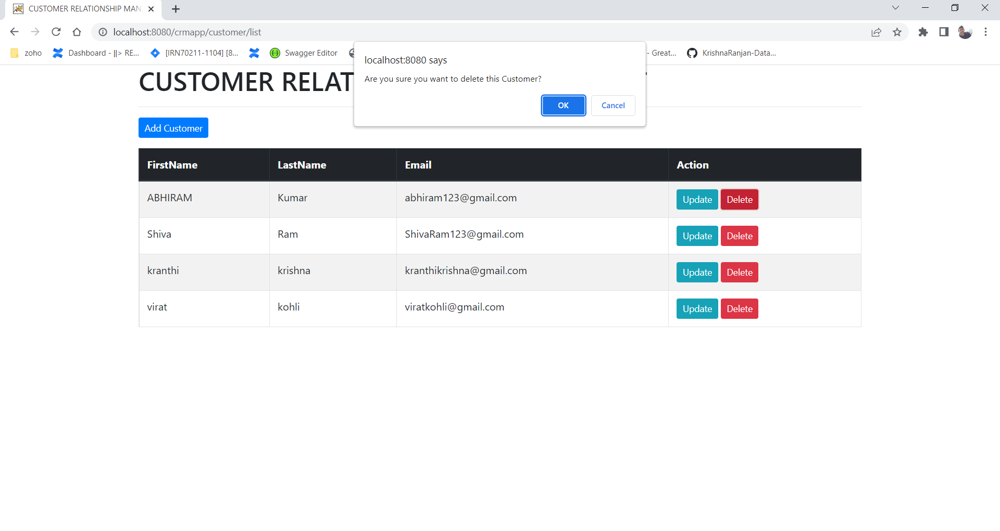 CUSTOMER RELATIONSHIP MAN
localhost:8080/crmapp/customer/list
zoho
Dashboard - ||> RE...
[IRN70211-1104] [8...
Swagger Editor
- Great...
KrishnaRanjan-Data...
localhost:8080 says
Are you sure you want to delete this Customer?
OK
Cancel
CUSTOMER RELAT
Add Customer
FirstName LastName Email Action
ABHIRAM Kumar abhiram123@gmail.com Update Delete
Shiva Ram ShivaRam123@gmail.com Update Delete
kranthi krishna kranthikrishna@gmail.com Update Delete
virat kohli viratkohli@gmail.com Update Delete